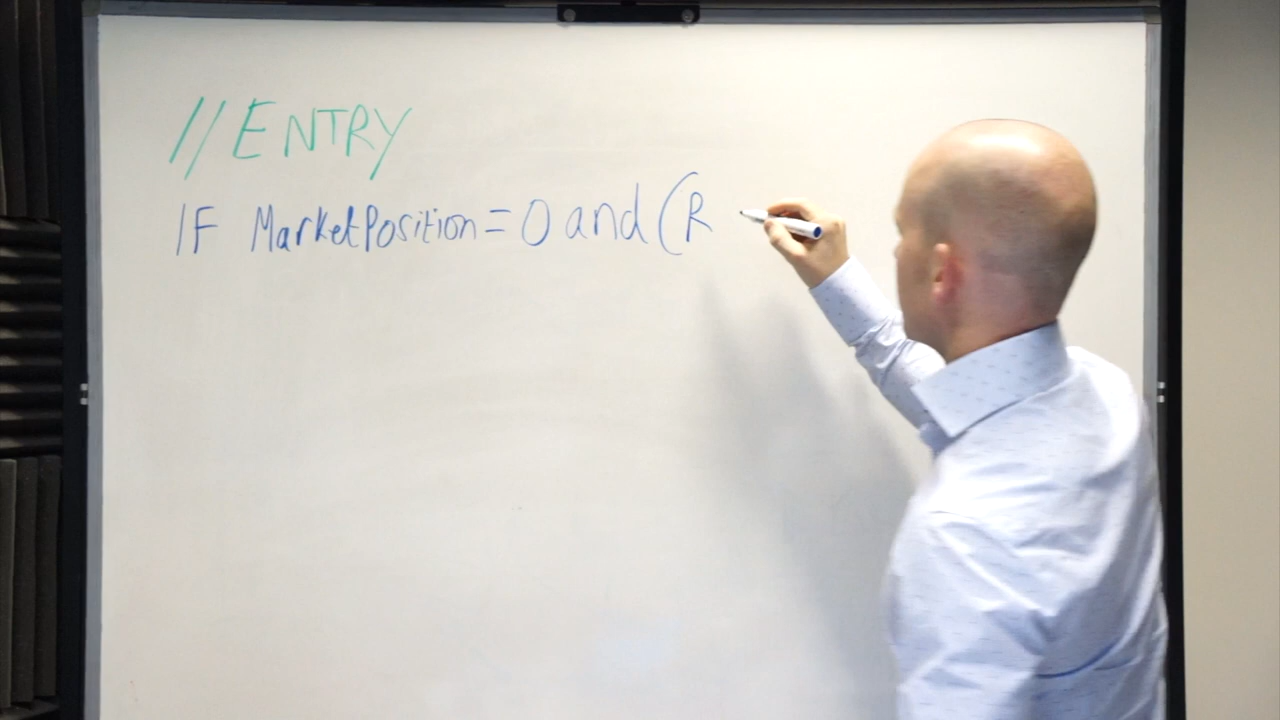 //ENTRY
IF MarketPosition = 0 and (R